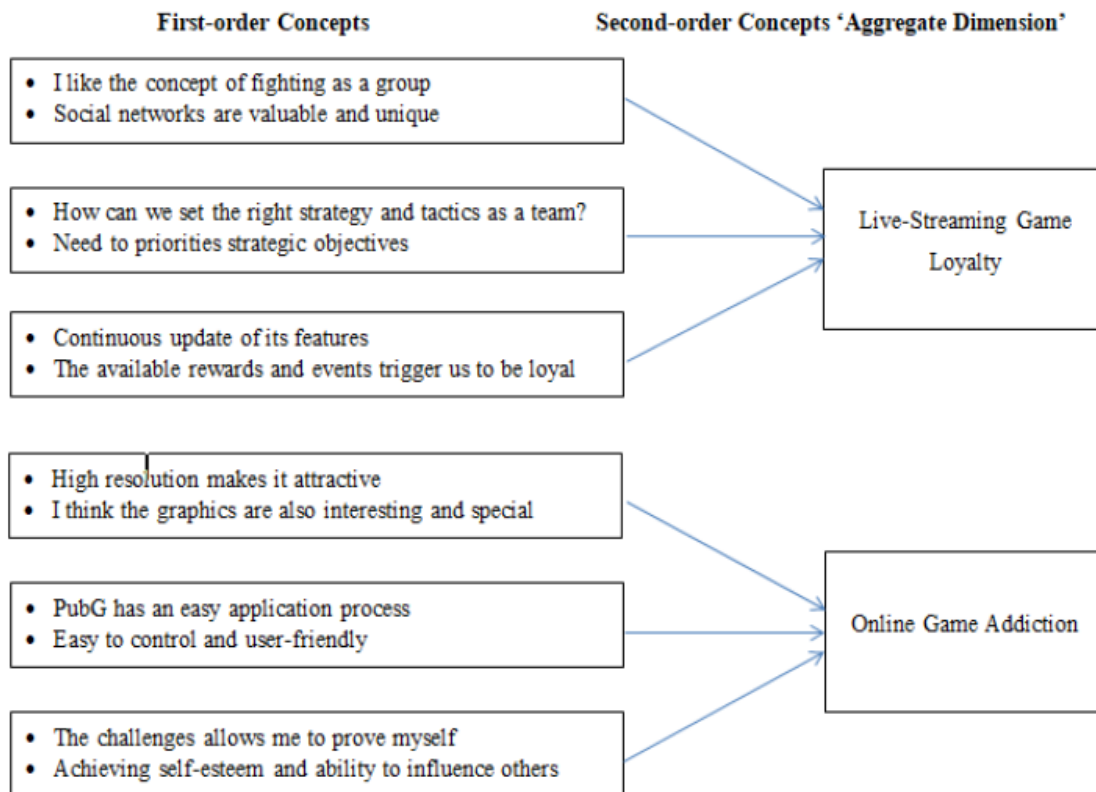 First-order Concepts
Second-order Concepts ‘Aggregate Dimension’
• I like the concept of fighting as a group
• Social networks are valuable and unique
• How can we set the right strategy and tactics as a team?
• Need to priorities strategic objectives
• Continuous update of its features
• The available rewards and events trigger us to be loyal
Live-Streaming Game
Loyalty
• High resolution makes it attractive
• I think the graphics are also interesting and special
• PubG has an easy application process
• Easy to control and user-friendly
• The challenges allows me to prove myself
• Achieving self-esteem and ability to influence others
Online Game Addiction